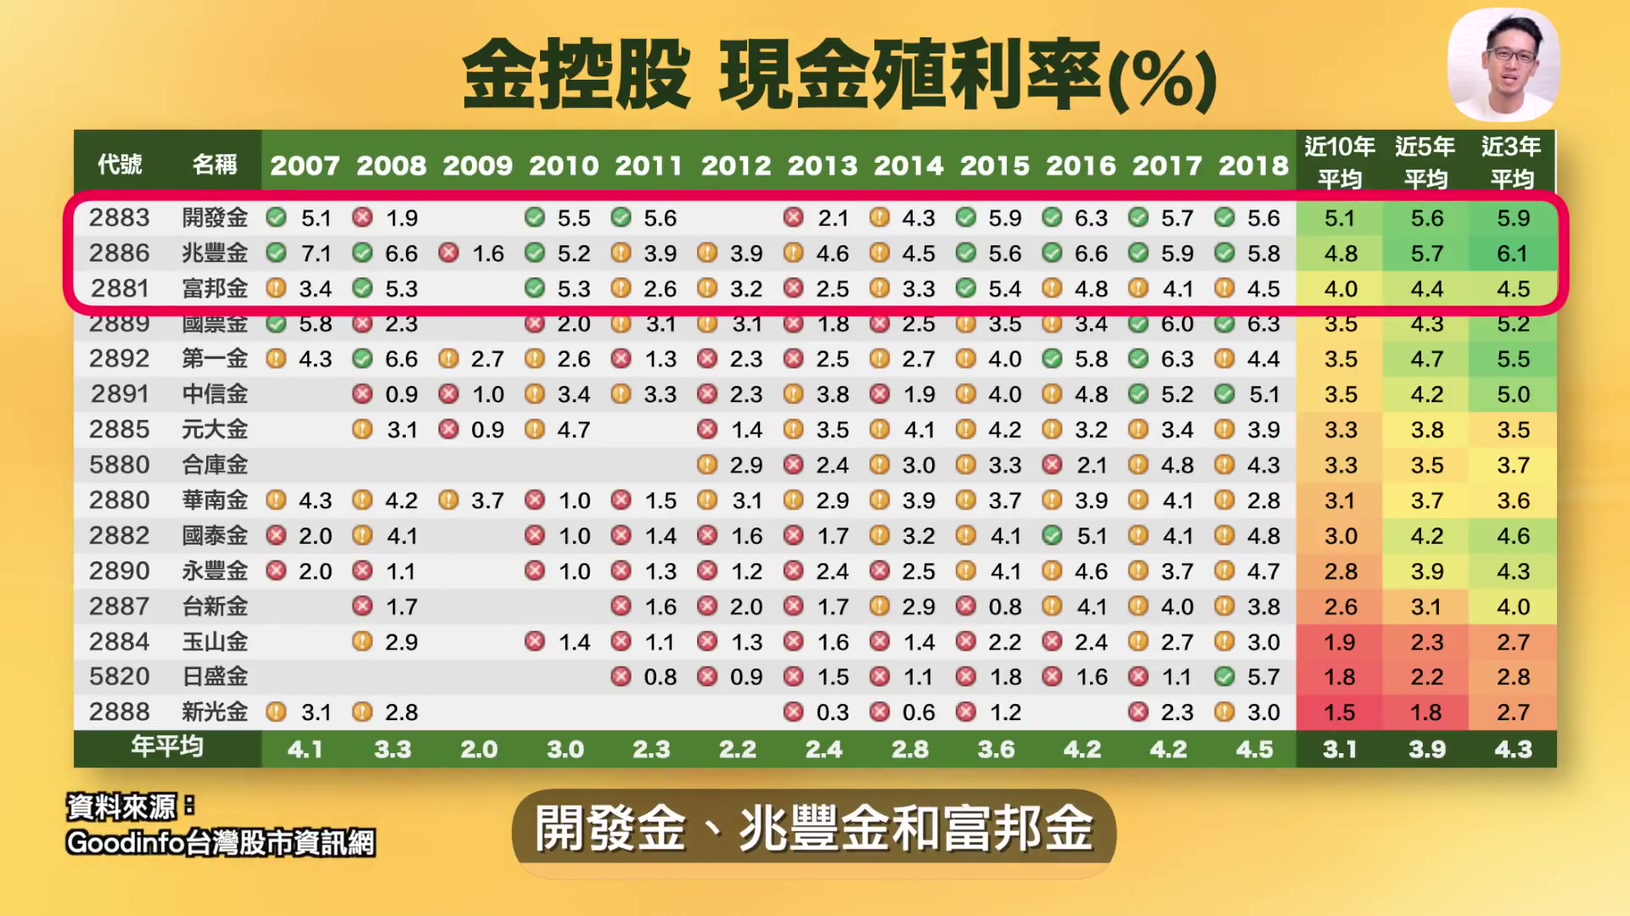 金控股 現金殖利率(%)
代號 名稱 2007 2008 2009 2010 2011 2012 2013 2014 2015 2016 2017 2018 近10年平均 近5年平均 近3年平均
2883 開發金 5.1 1.9 5.5 5.6 2.1 4.3 5.9 6.3 5.7 5.6 5.1 5.6 5.9
2886 兆豐金 7.1 6.6 1.6 5.2 3.9 3.9 4.6 4.5 5.6 6.6 5.9 5.8 4.8 5.7 6.1
2881 富邦金 3.4 5.3 5.3 2.6 3.2 2.5 3.3 5.4 4.8 4.1 4.5 4.0 4.4 4.5
2889 國票金 5.8 2.3 2.0 3.1 3.1 1.8 2.5 3.5 3.4 6.0 6.3 3.5 4.3 5.2
2892 第一金 4.3 6.6 2.7 2.6 1.3 2.3 2.5 2.7 4.0 5.8 6.3 4.4 3.5 4.7 5.5
2891 中信金 0.9 1.0 3.4 3.3 2.3 3.8 1.9 4.0 4.8 5.2 5.1 3.5 4.2 5.0
2885 元大金 3.1 0.9 4.7 1.4 3.5 4.1 4.2 3.2 3.4 3.9 3.3 3.8 3.5
5880 合庫金 2.9 2.4 3.0 3.3 2.1 4.8 4.3 3.3 3.5 3.7
2880 華南金 4.3 4.2 3.7 1.0 1.5 3.1 2.9 3.9 3.7 3.9 4.1 2.8 3.1 3.7 3.6
2882 國泰金 2.0 4.1 1.0 1.4 1.6 1.7 3.2 4.1 5.1 4.1 4.8 3.0 4.2 4.6
2890 永豐金 2.0 1.1 1.0 1.3 1.2 2.4 2.5 4.1 4.6 3.7 4.7 2.8 3.9 4.3
2887 台新金 1.7 1.6 2.0 1.7 2.9 0.8 4.1 4.0 3.8 2.6 3.1 4.0
2884 玉山金 2.9 1.4 1.1 1.3 1.6 1.4 2.2 2.4 2.7 3.0 1.9 2.3 2.7
5820 日盛金 0.8 0.9 1.5 1.1 1.8 1.6 1.1 5.7 1.8 2.2 2.8
2888 新光金 3.1 2.8 0.3 0.6 1.2 2.3 3.0 1.5 1.8 2.7
年平均 4.1 3.3 2.0 3.0 2.3 2.2 2.4 2.8 3.6 4.2 4.2 4.5 3.1 3.9 4.3
資料來源：
Goodinfo台灣股市資訊網
開發金、兆豐金和富邦金